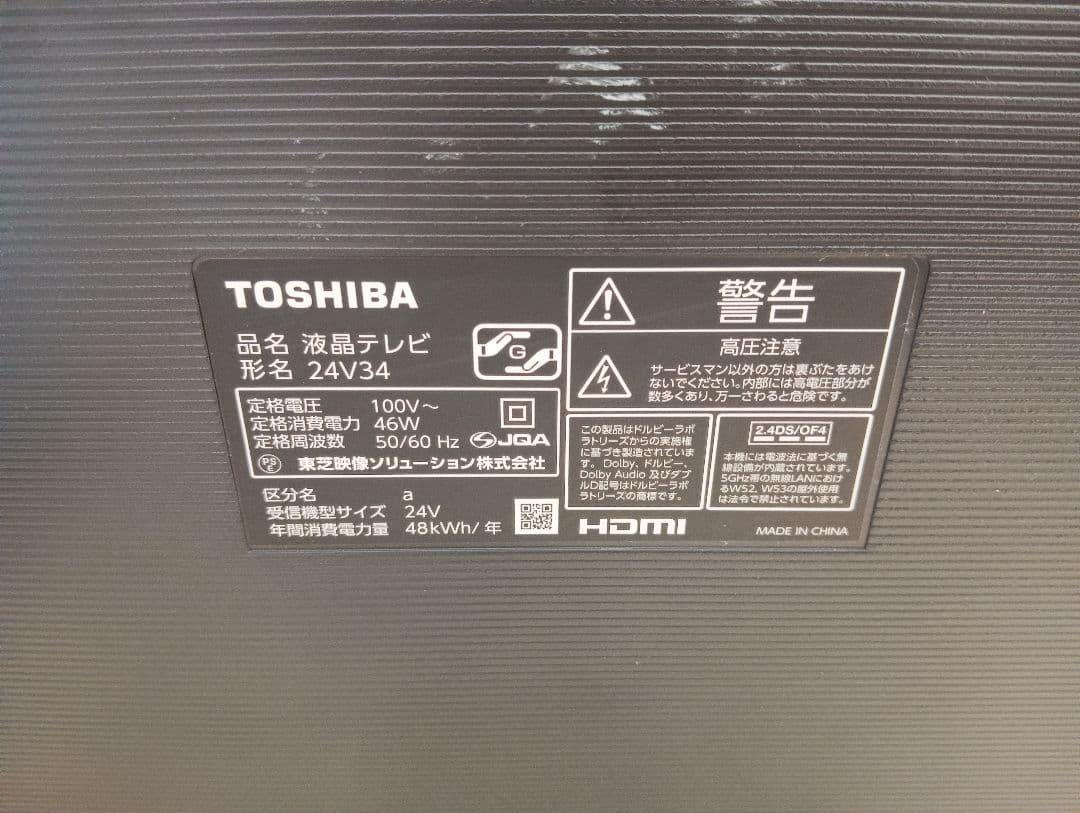 TOSHIBA
品名 液晶テレビ
形名 24V34
G
定格電圧 100V～
定格消費電力 46W
定格周波数 50/60 Hz
JQA
PS
E
東芝映像ソリューション株式会社
区分名 a
受信機型サイズ 24V
年間消費電力量 48kWh/年
警告
高圧注意
サービスマン以外の方は裏ぶたをあけ
ないでください。内部には高電圧部分が
数多くあり、万一さわると危険です。
この製品はドルビーラボ
ラトリーズからの実施権
に基づき製造されていま
す。Dolby、ドルビー、
Dolby Audio 及びダブ
ルD記号はドルビーラボ
ラトリーズの商標です。
2.4DS/OF4
本機には電波法に基づく無
線設備が内蔵されています。
5GHz帯の無線LANにおけ
るW52、W53の屋外使用
は法令で禁止されています。
HDMI
MADE IN CHINA